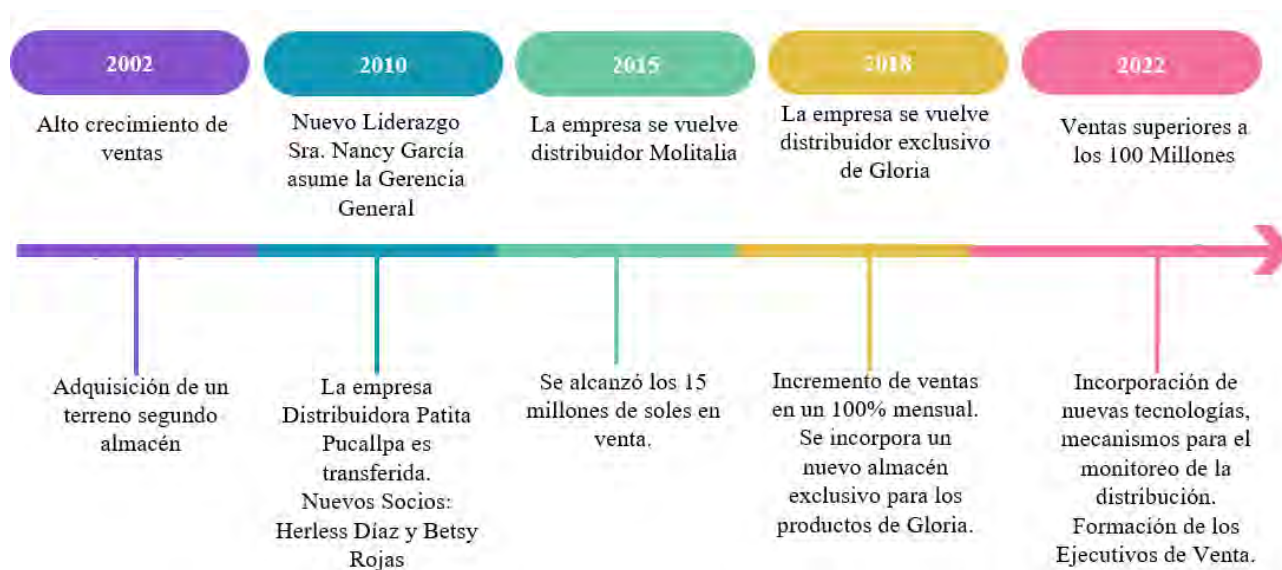 2002
Alto crecimiento de
ventas
Adquisición de un
terreno segundo
almacén
2010
Nuevo Liderazgo
Sra. Nancy García
asume la Gerencia
General
La empresa
Distribuidora Patita
Pucallpa es
transferida.
Nuevos Socios:
Herless Díaz y Betsy
Rojas
2015
La empresa se vuelve
distribuidor Molitalia
Se alcanzó los 15
millones de soles en
venta.
2018
La empresa se vuelve
distribuidor exclusivo
de Gloria
Incremento de ventas
en un 100% mensual.
Se incorpora un
nuevo almacén
exclusivo para los
productos de Gloria.
2022
Ventas superiores a
los 100 Millones
Incorporación de
nuevas tecnologías,
mecanismos para el
monitoreo de la
distribución.
Formación de los
Ejecutivos de Venta.